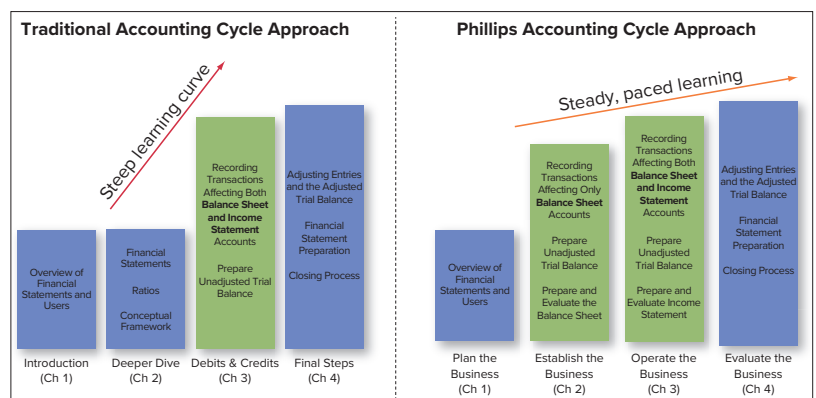 Traditional Accounting Cycle Approach
Steep learning curve
Overview of
Financial
Statements and
Users
Introduction
(Ch 1)
Financial
Statements
Ratios
Conceptual
Framework
Deeper Dive
(Ch 2)
Recording
Transactions
Affecting Both
Balance Sheet
and Income
Statement
Accounts
Prepare
Unadjusted Trial
Balance
Debits & Credits
(Ch 3)
Adjusting Entries
and the Adjusted
Trial Balance
Financial
Statement
Preparation
Closing Process
Final Steps
(Ch 4)
Phillips Accounting Cycle Approach
Steady, paced learning
Overview of
Financial
Statements and
Users
Plan the
Business
(Ch 1)
Recording
Transactions
Affecting Only
Balance Sheet
Accounts
Prepare
Unadjusted
Trial Balance
Prepare and
Evaluate the
Balance Sheet
Establish the
Business
(Ch 2)
Recording
Transactions
Affecting Both
Balance Sheet
and Income
Statement
Accounts
Prepare
Unadjusted
Trial Balance
Prepare and
Evaluate Income
Statement
Operate the
Business
(Ch 3)
Adjusting Entries
and the Adjusted
Trial Balance
Financial
Statement
Preparation
Closing Process
Evaluate the
Business
(Ch 4)